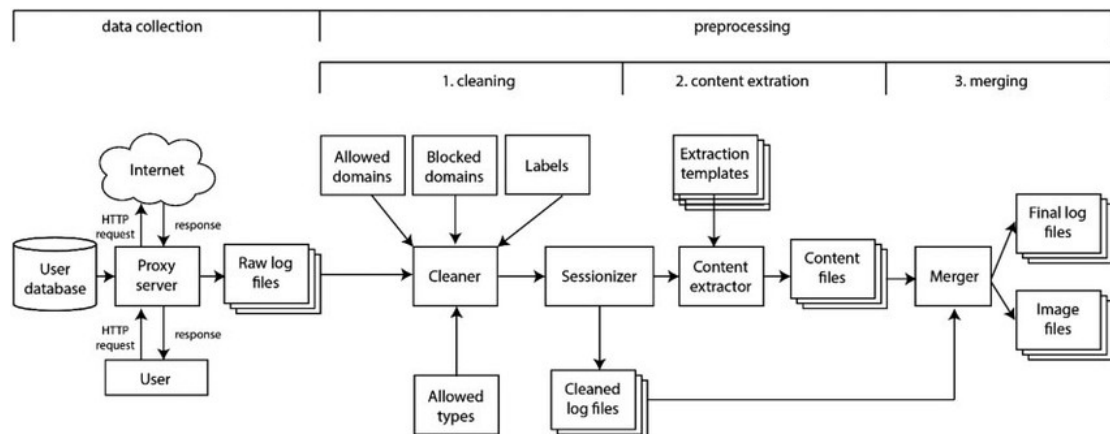 data collection
preprocessing
1. cleaning
2. content extration
3. merging
Internet
HTTP
request
response
User
database
Proxy
server
Raw log
files
HTTP
request
response
User
Allowed
domains
Blocked
domains
Labels
Cleaner
Allowed
types
Sessionizer
Cleaned
log files
Extraction
templates
Content
extractor
Content
files
Merger
Final log
files
Image
files